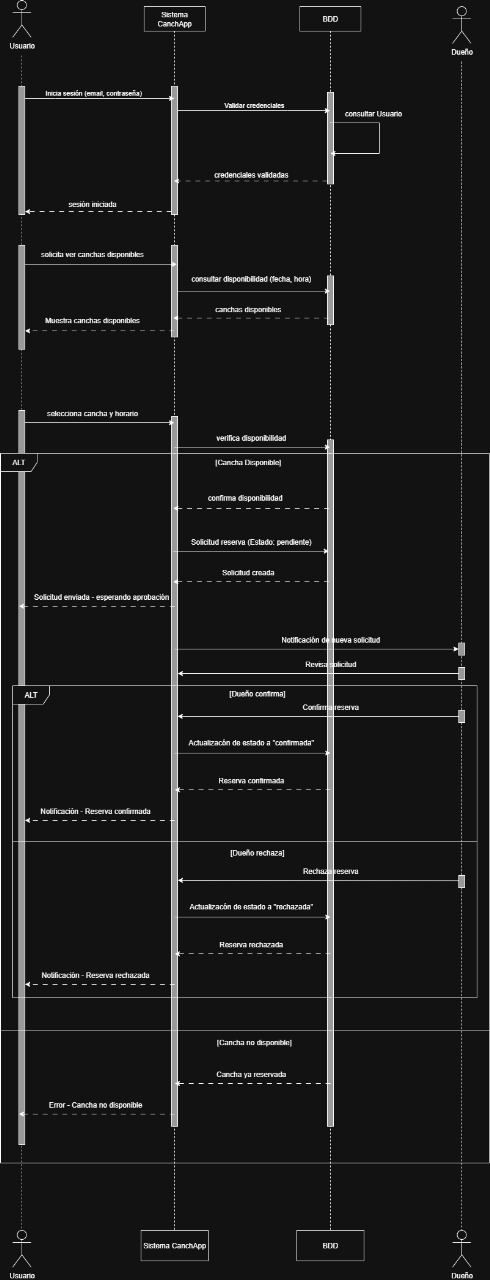 Usuario
Sistema
CanchApp
BDD
Dueño
Inicia sesión (email, contraseña)
Validar credenciales
consultar Usuario
credenciales validadas
sesión iniciada
solicita ver canchas disponibles
consultar disponibilidad (fecha, hora)
canchas disponibles
Muestra canchas disponibles
selecciona cancha y horario
verifica disponibilidad
ALT
[Cancha Disponible]
confirma disponibilidad
Solicitud reserva (Estado: pendiente)
Solicitud creada
Solicitud enviada - esperando aprobación
Notificación de nueva solicitud
Revisa solicitud
ALT
[Dueño confirma]
Confirma reserva
Actualización de estado a "confirmada"
Reserva confirmada
Notificación - Reserva confirmada
[Dueño rechaza]
Rechaza reserva
Actualización de estado a "rechazada"
Reserva rechazada
Notificación - Reserva rechazada
[Cancha no disponible]
Cancha ya reservada
Error - Cancha no disponible
Sistema CanchApp
BDD
Usuario
Dueño